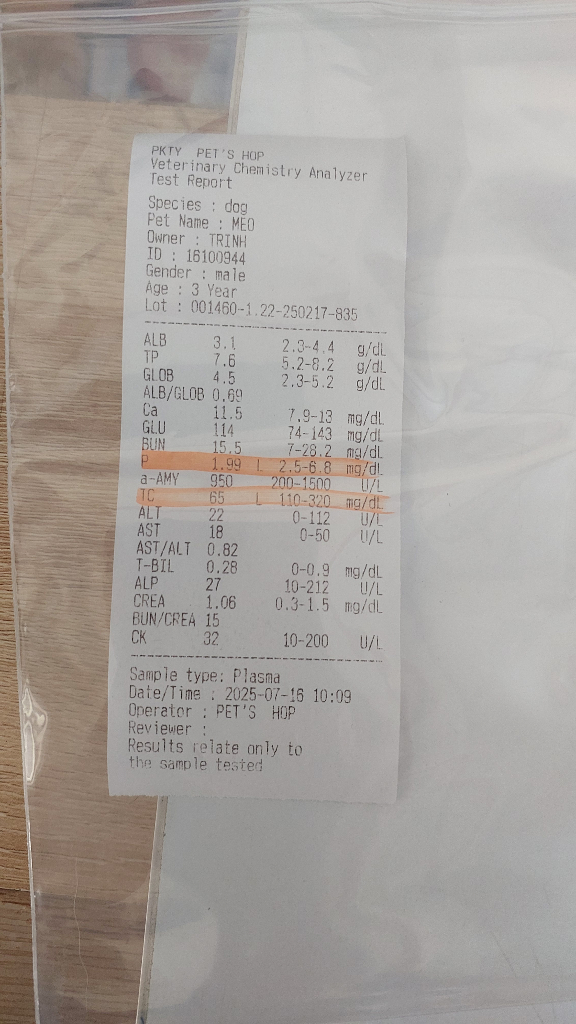 PKTY PET'S HOP
Veterinary Chemistry Analyzer
Test Report
Species : dog
Pet Name : MEO
Owner : TRINH
ID : 16100944
Gender : male
Age : 3 Year
Lot : 001460-1.22-250217-835
ALB 3.1 2.3-4.4 g/dL
TP 7.6 5.2-8.2 g/dL
GLOB 4.5 2.3-5.2 g/dL
ALB/GLOB 0.69
Ca 11.5 7.9-13 mg/dL
GLU 114 74-143 mg/dL
BUN 15.5 7-28.2 mg/dL
P 1.99 L 2.5-6.8 mg/dL
a-AMY 950 200-1500 U/L
TC 65 L 110-320 mg/dL
ALT 22 0-112 U/L
AST 18 0-50 U/L
AST/ALT 0.82
T-BIL 0.28 0-0.9 mg/dL
ALP 27 10-212 U/L
CREA 1.06 0.3-1.5 mg/dL
BUN/CREA 15
CK 32 10-200 U/L
Sample type: Plasma
Date/Time : 2025-07-16 10:09
Operator : PET'S HOP
Reviewer :
Results relate only to
the sample tested